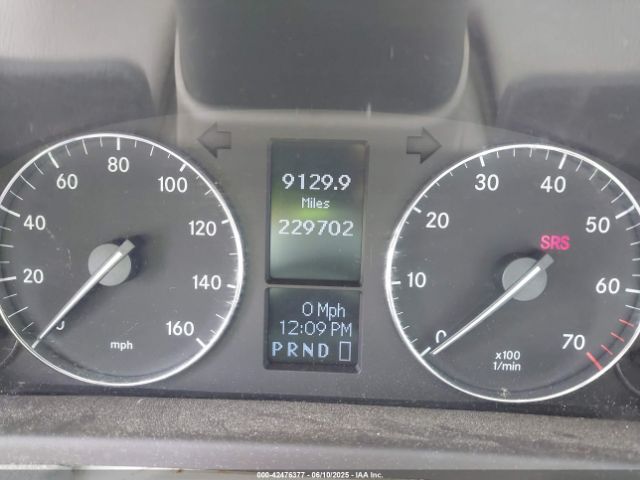 9129.9
Miles
229702
0 Mph
12:09 PM
PRND
0 20 40 60 80 100 120 140 160
mph
0 10 20 30 40 50 60 70
SRS
x100
1/min
000-42476377 - 06/10/2025 - IAA Inc.